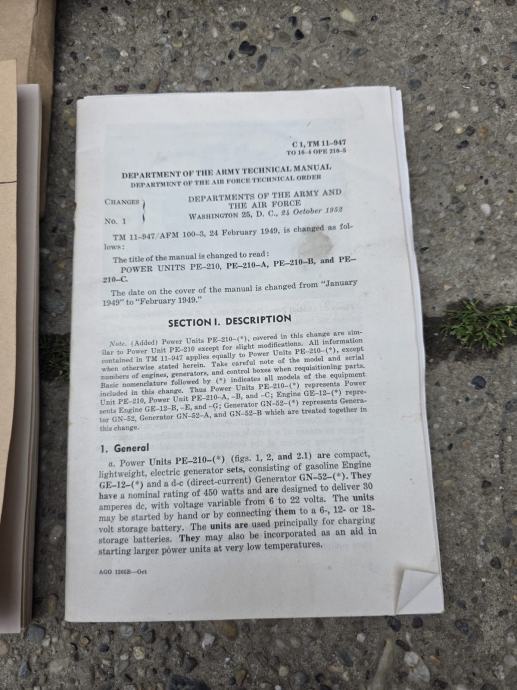 C 1, TM 11-947
TO 16-4 OPE 210-5
DEPARTMENT OF THE ARMY TECHNICAL MANUAL
DEPARTMENT OF THE AIR FORCE TECHNICAL ORDER
CHANGES
No. 1
DEPARTMENTS OF THE ARMY AND
THE AIR FORCE
WASHINGTON 25, D. C., 24 October 1952
TM 11-947/AFM 100-3, 24 February 1949, is changed as fol-
lows:
The title of the manual is changed to read:
POWER UNITS PE-210, PE-210-A, PE-210-B, and PE-
210-C.
The date on the cover of the manual is changed from "January
1949" to "February 1949."
SECTION I. DESCRIPTION
Note. (Added) Power Units PE-210-(*), covered in this change are sim-
ilar to Power Unit PE-210 except for slight modifications. All information
contained in TM 11-947 applies equally to Power Units PE-210-(*), except
when otherwise stated herein. Take careful note of the model and serial
numbers of engines, generators, and control boxes when requisitioning parts.
Basic nomenclature followed by (*) indicates all models of the equipment
included in this change. Thus Power Units PE-210-(*) represents Power
Unit PE-210, Power Unit PE-210-A, -B, and -C; Engine GE-12-(*) repre-
sents Engine GE-12-B, -E, and -G; Generator GN-52-(*) represents Genera-
tor GN-52, Generator GN-52-A, and GN-52-B which are treated together in
this change.
1. General
a. Power Units PE-210-(*) (figs. 1, 2, and 2.1) are compact,
lightweight, electric generator sets, consisting of gasoline Engine
GE-12-(*) and a d-c (direct-current) Generator GN-52-(*). They
have a nominal rating of 450 watts and are designed to deliver 30
amperes dc, with voltage variable from 6 to 22 volts. The units
may be started by hand or by connecting them to a 6-, 12- or 18-
volt storage battery. The units are used principally for charging
storage batteries. They may also be incorporated as an aid in
starting larger power units at very low temperatures.
AGO 1266B—Oct